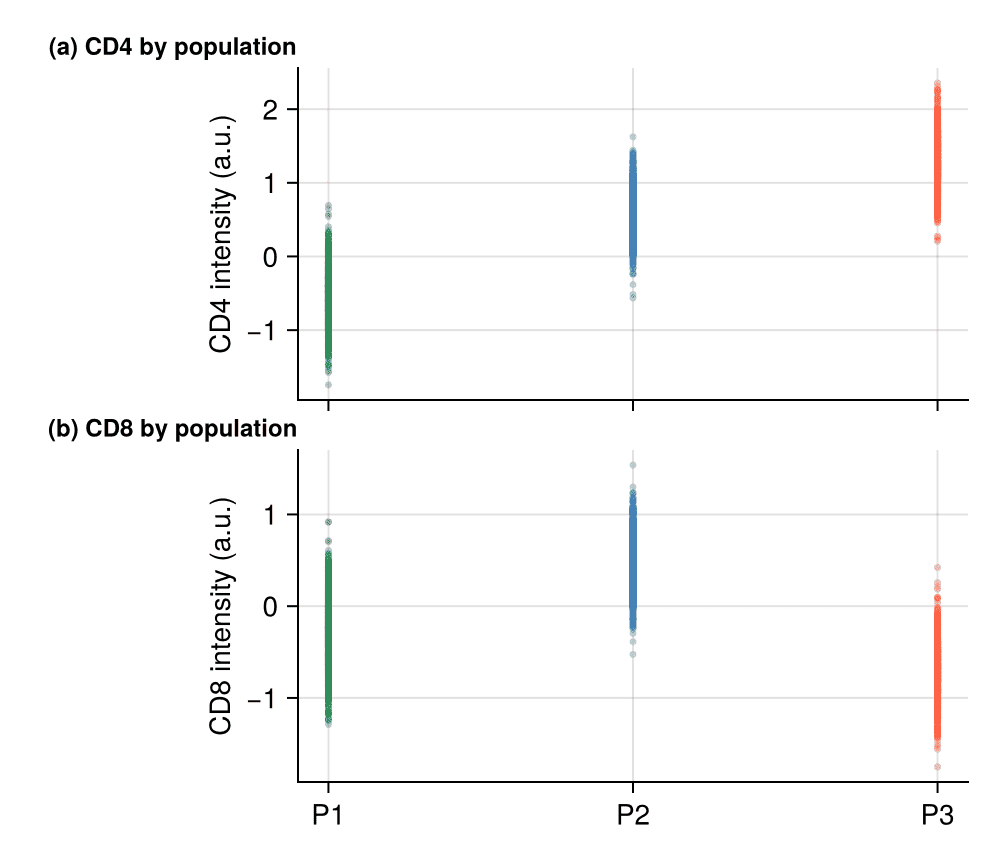 (a) CD4 by population
CD4 intensity (a.u.)
2
1
0
−1
(b) CD8 by population
CD8 intensity (a.u.)
1
0
−1
P1 P2 P3